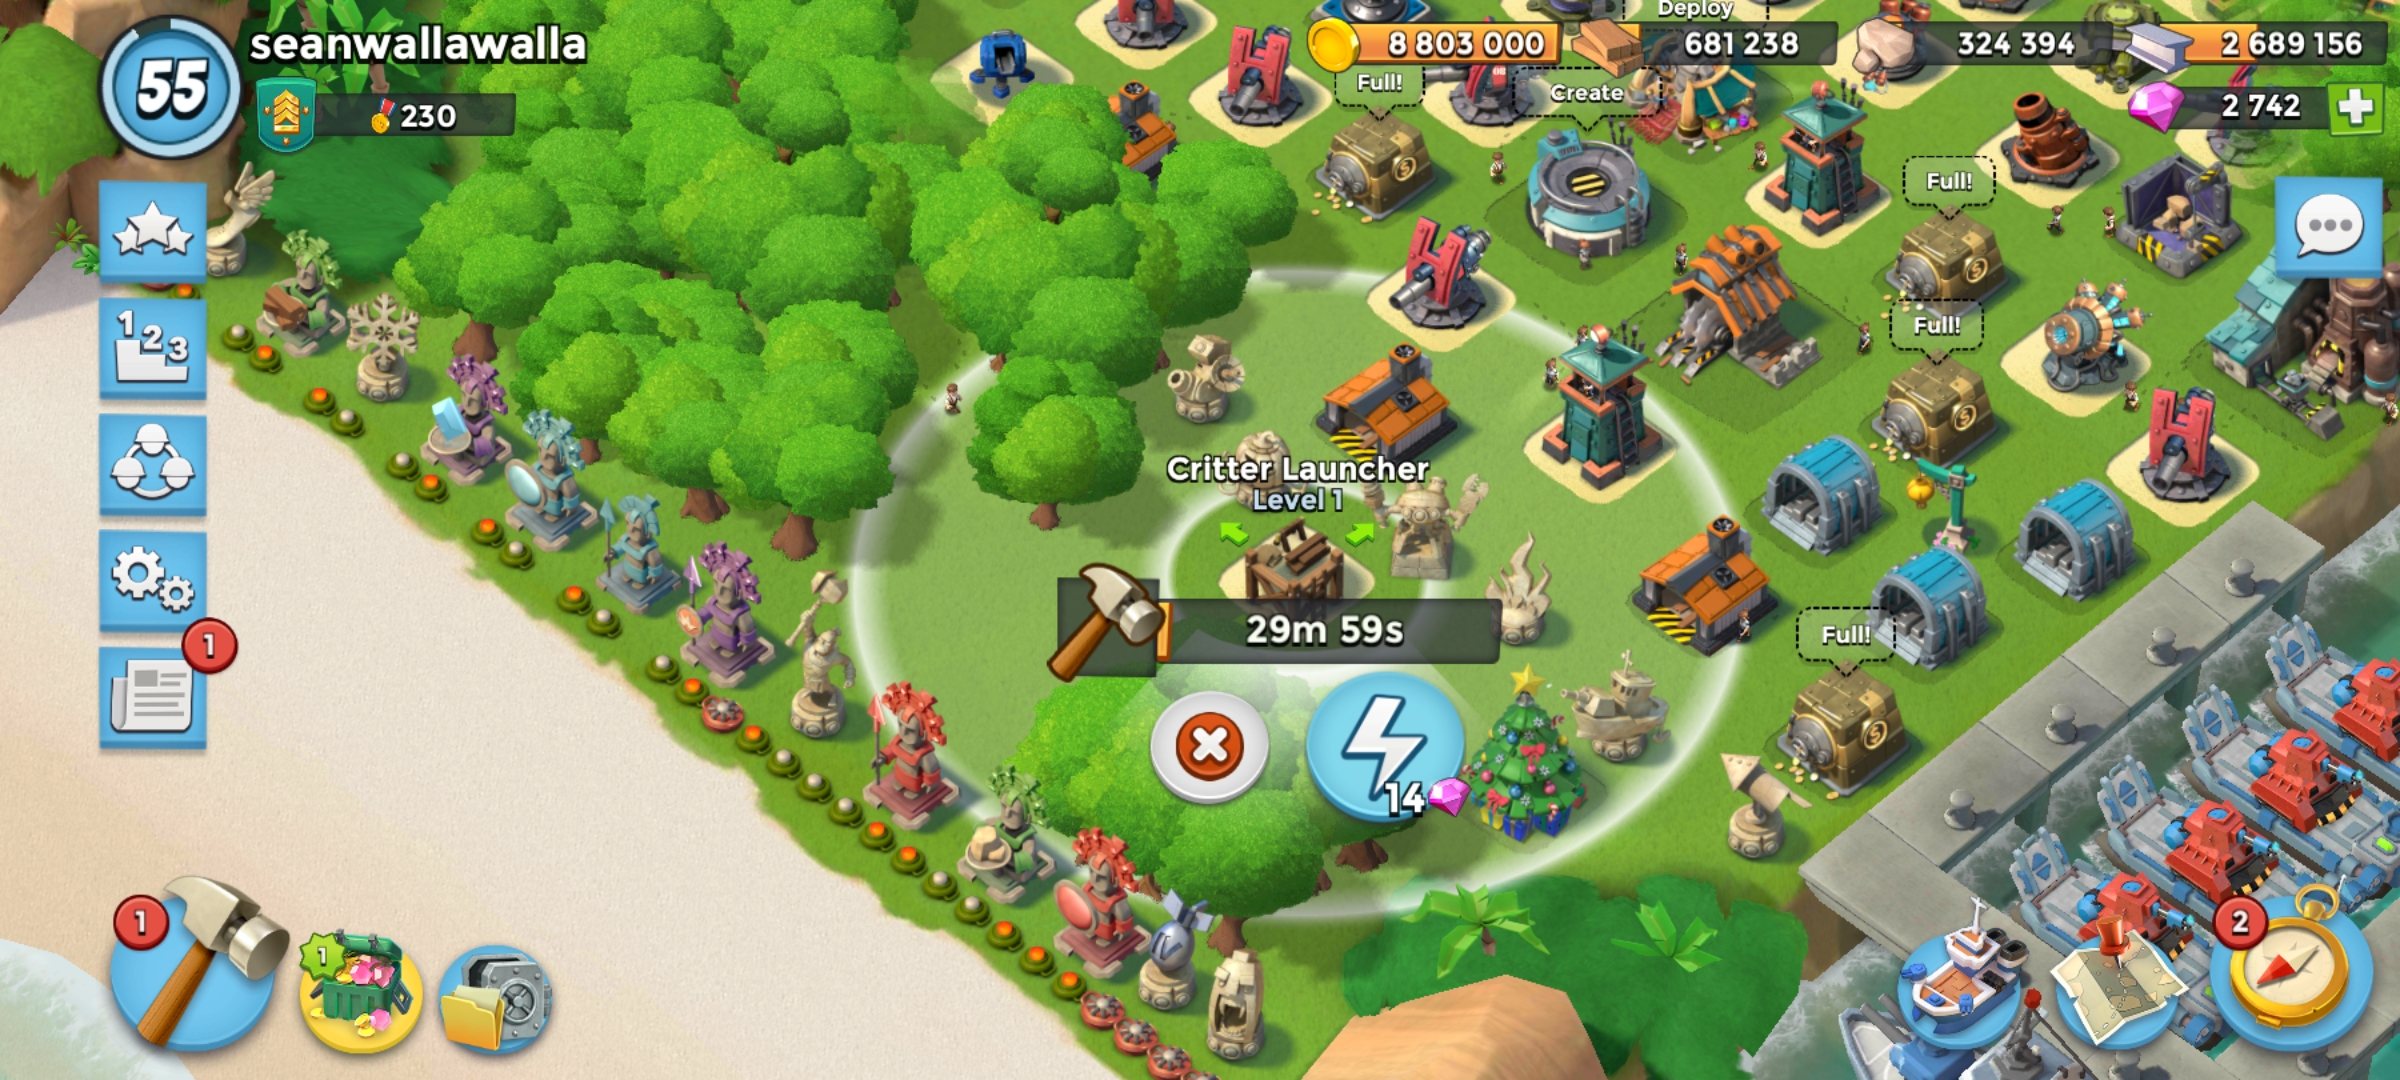 Deploy
55
seanwallawalla
230
8 803 000
681 238
324 394
2 689 156
2 742
Full!
Create
Full!
Full!
123
Critter Launcher
Level 1
29m 59s
Full!
1
14
1
1
2